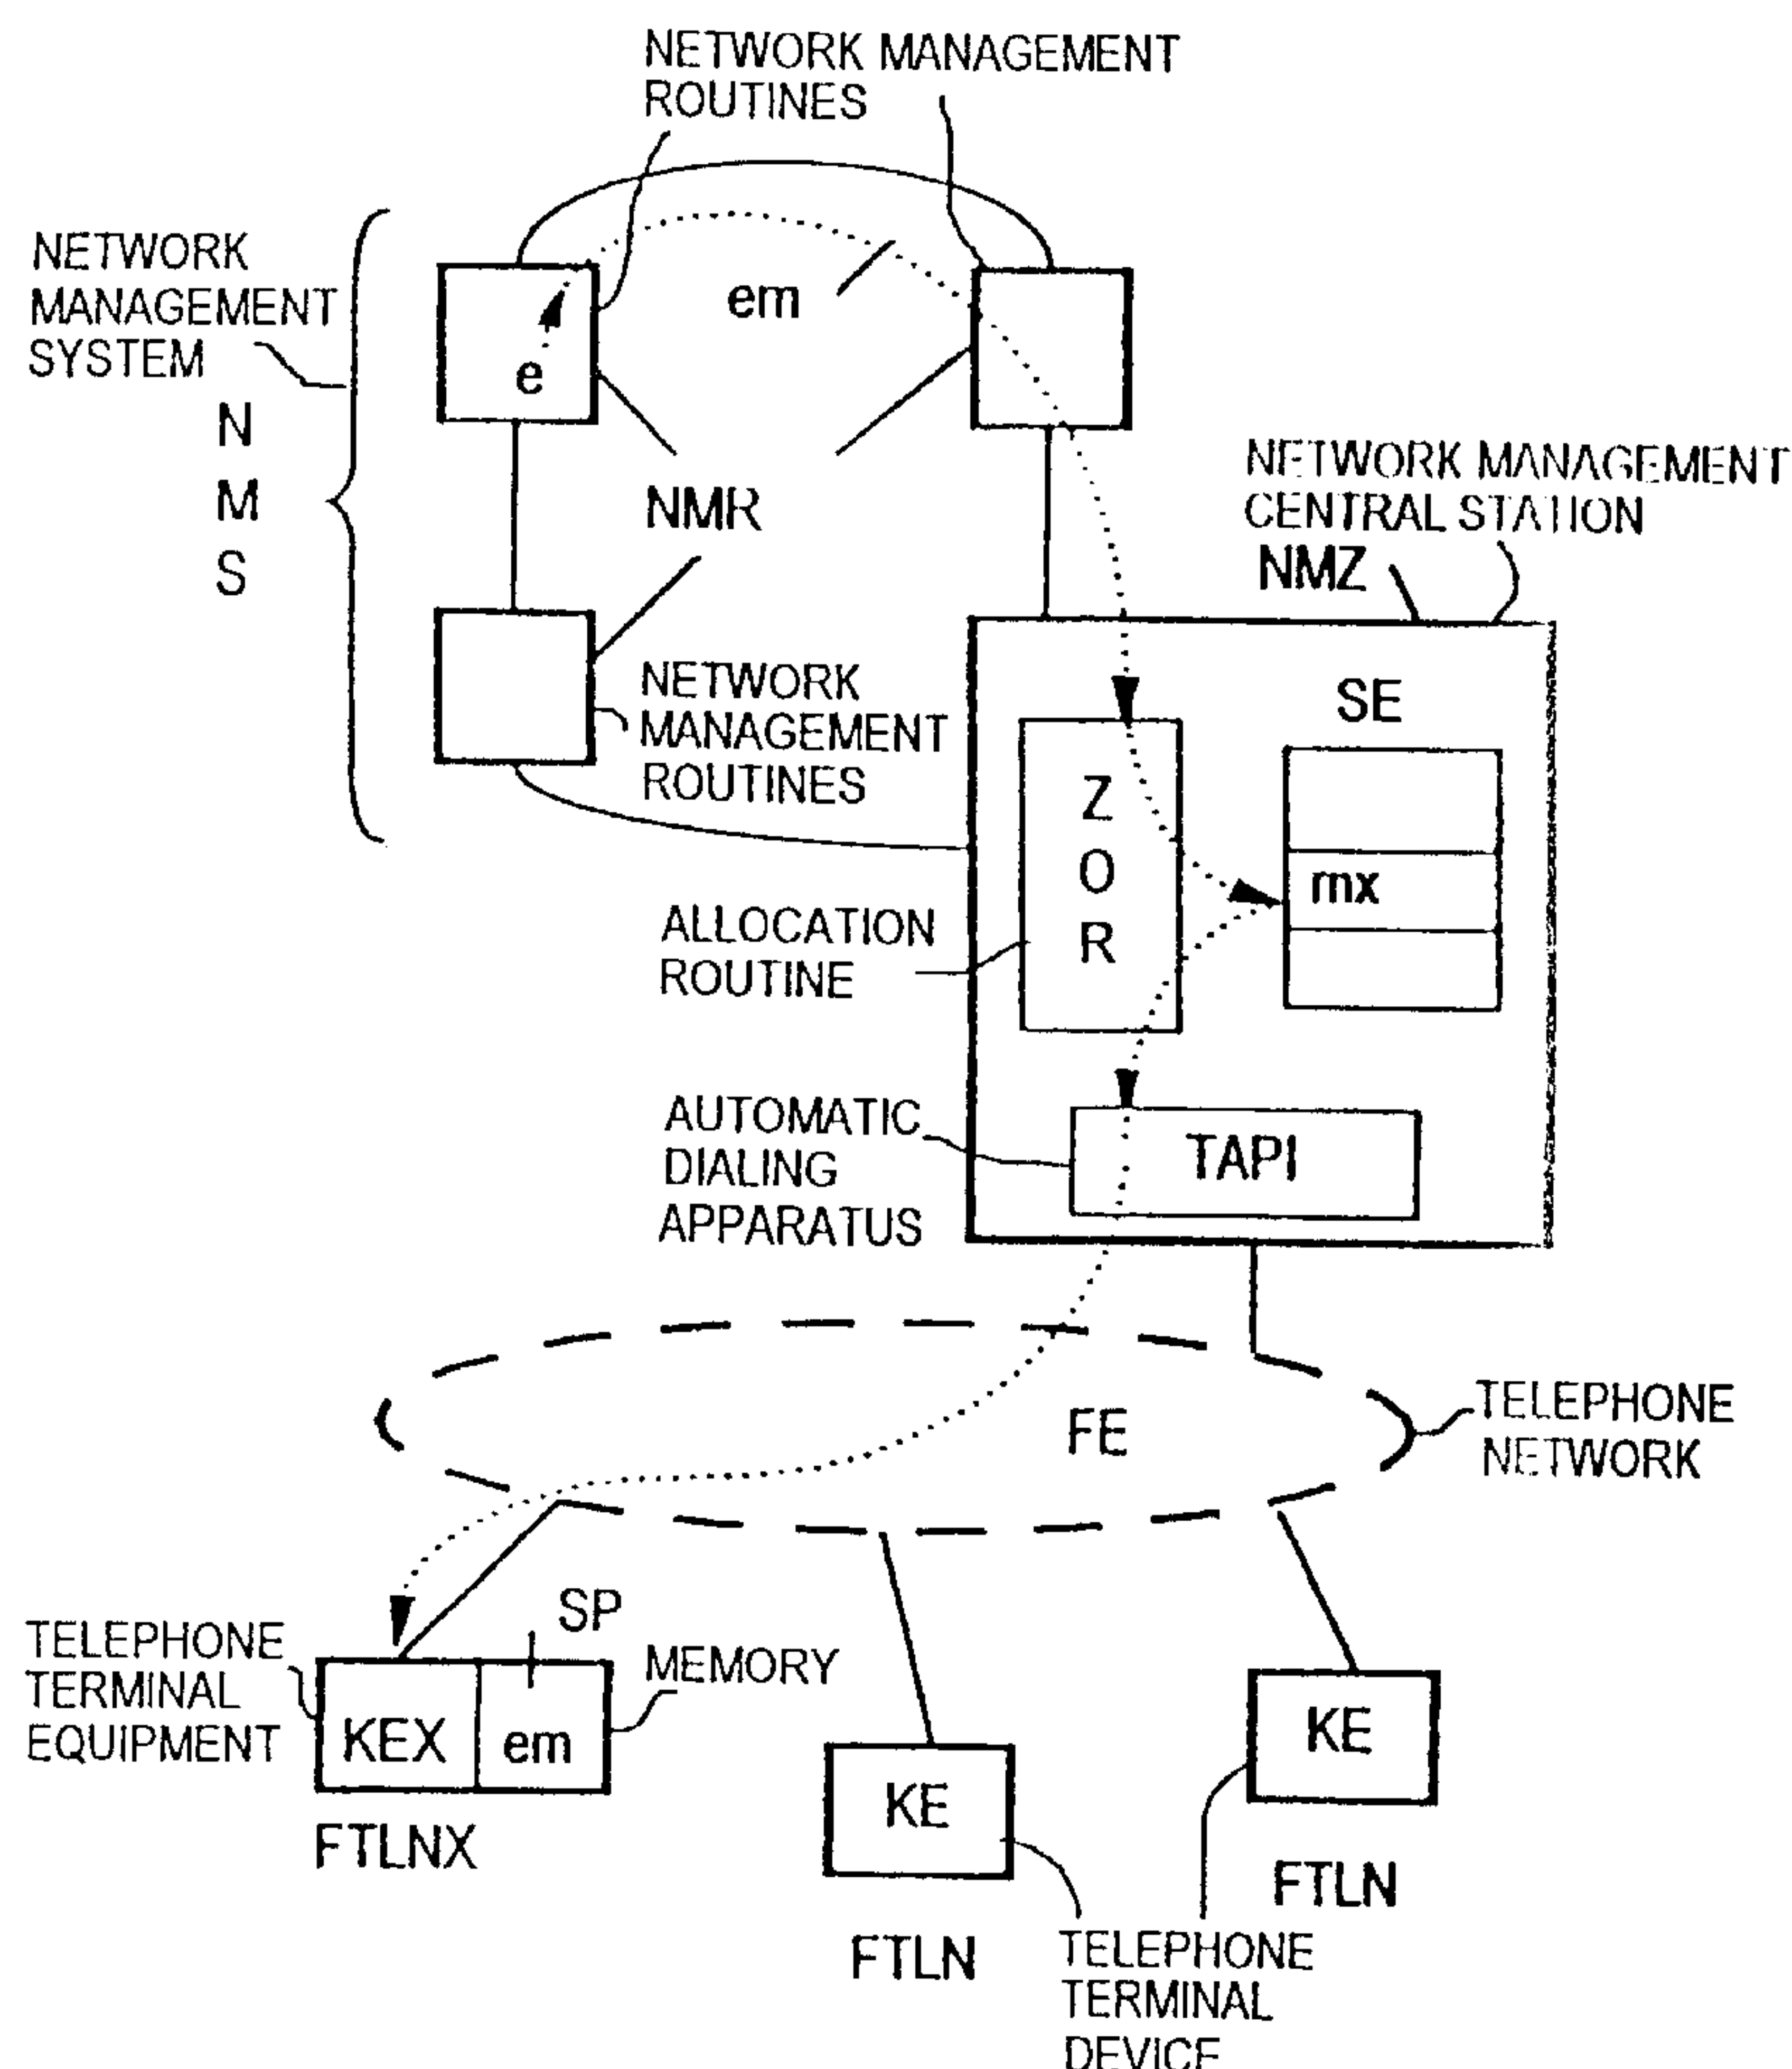 NETWORK MANAGEMENT
ROUTINES
NETWORK
MANAGEMENT
SYSTEM
N
M
S
e
em
NMR
NETWORK MANAGEMENT
CENTRAL STATION
NMZ
NETWORK
MANAGEMENT
ROUTINES
SE
Z
O
R
mx
ALLOCATION
ROUTINE
AUTOMATIC
DIALING
APPARATUS
TAPI
FE
TELEPHONE
NETWORK
SP
TELEPHONE
TERMINAL
EQUIPMENT
MEMORY
KEX
em
KE
KE
FTLNX
FTLN
FTLN
TELEPHONE
TERMINAL
DEVICE